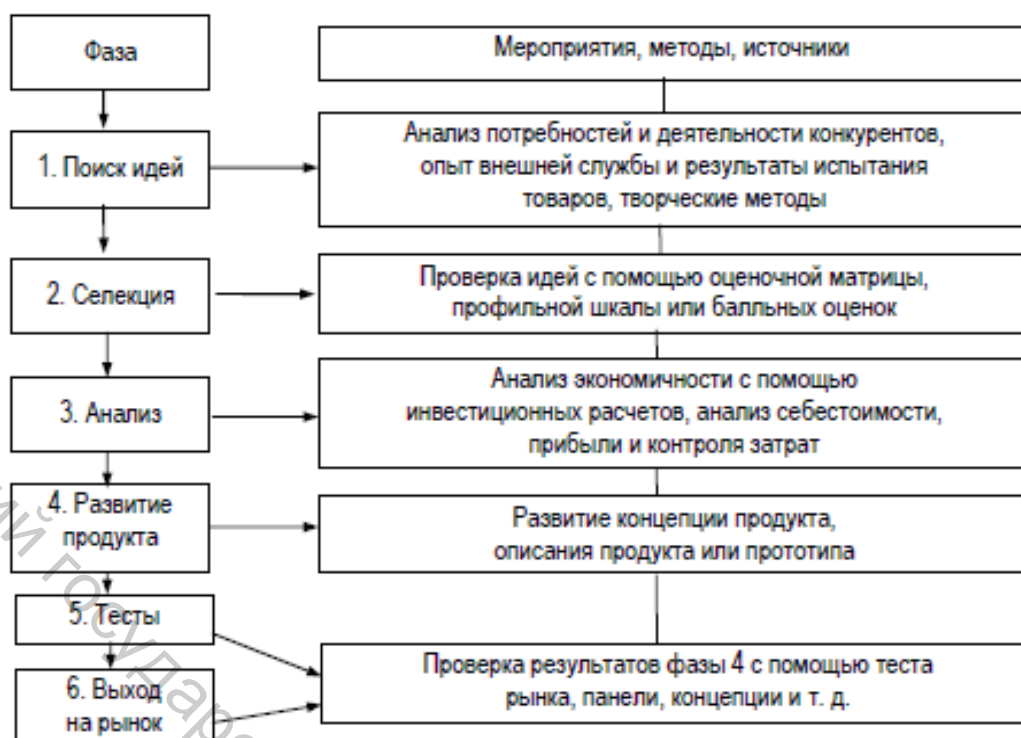 Фаза
Мероприятия, методы, источники
1. Поиск идей
Анализ потребностей и деятельности конкурентов,
опыт внешней службы и результаты испытания
товаров, творческие методы
2. Селекция
Проверка идей с помощью оценочной матрицы,
профильной шкалы или балльных оценок
3. Анализ
Анализ экономичности с помощью
инвестиционных расчетов, анализ себестоимости,
прибыли и контроля затрат
4. Развитие
продукта
Развитие концепции продукта,
описания продукта или прототипа
5. Тесты
6. Выход
на рынок
Проверка результатов фазы 4 с помощью теста
рынка, панели, концепции и т. д.